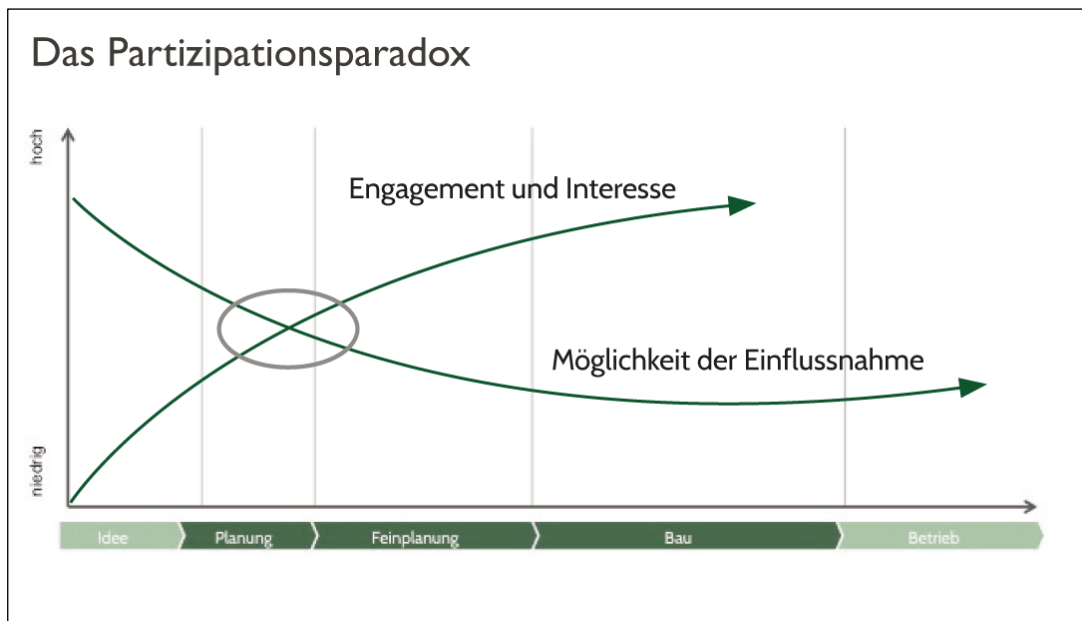 Das Partizipationsparadox
hoch
Engagement und Interesse
Möglichkeit der Einflussnahme
niedrig
Idee
Planung
Feinplanung
Bau
Betrieb